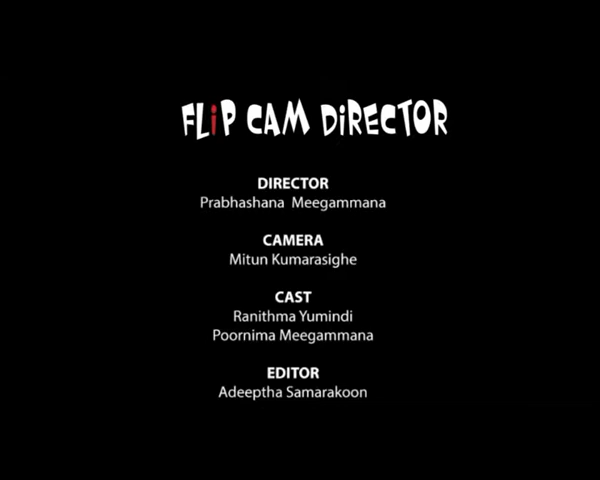 FLiP CAM DiRECTOR
DIRECTOR
Prabhashana Meegammana
CAMERA
Mitun Kumarasighe
CAST
Ranithma Yumindi
Poornima Meegammana
EDITOR
Adeeptha Samarakoon